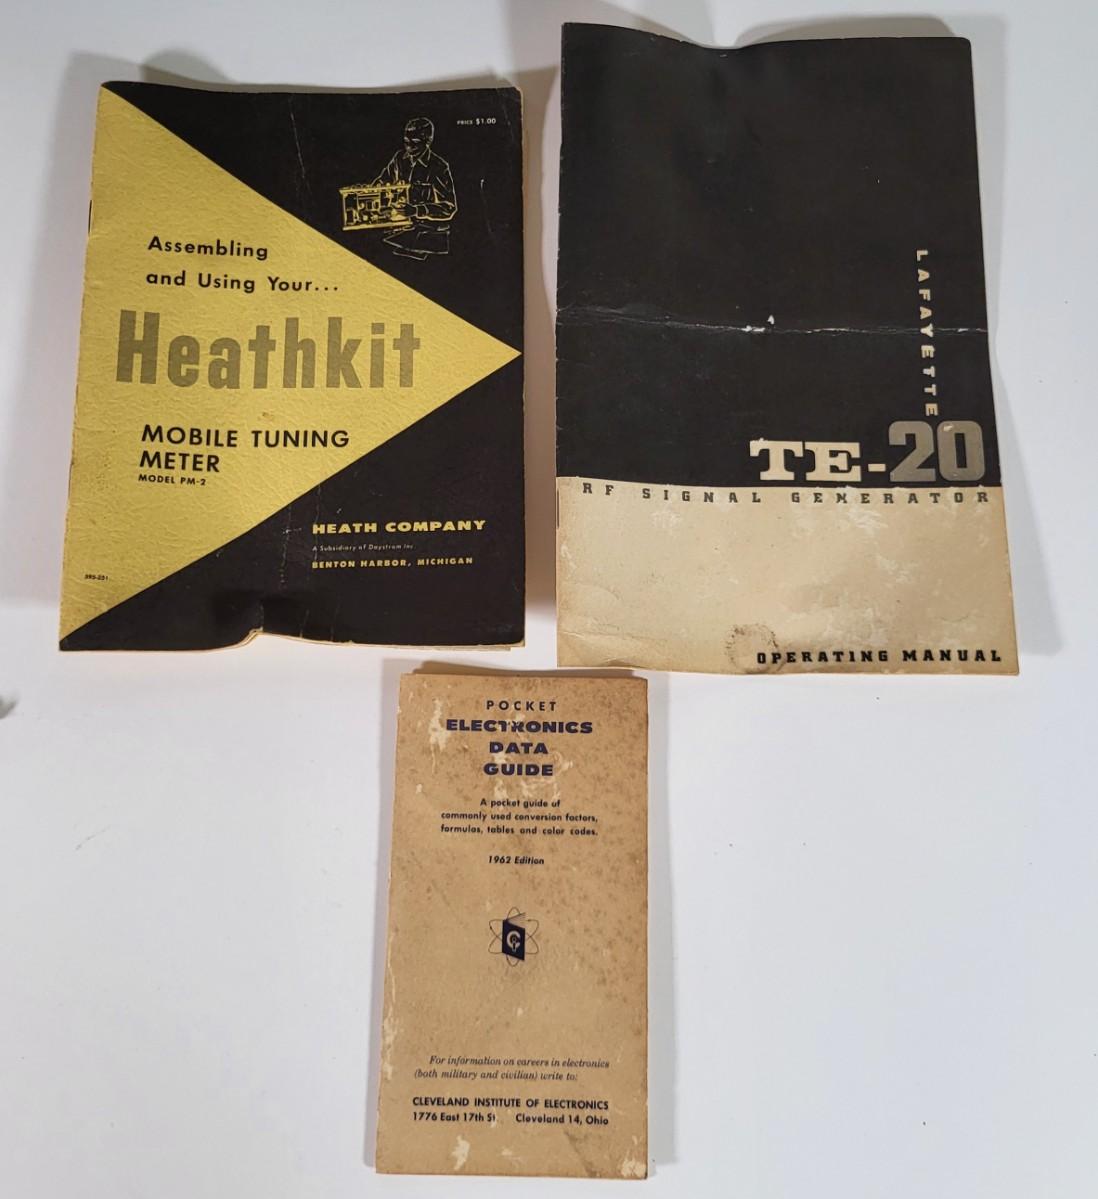 PRICE $1.00
Assembling
and Using Your...
Heathkit
MOBILE TUNING
METER
MODEL PM-2
HEATH COMPANY
A Subsidiary of Daystrom Inc.
BENTON HARBOR, MICHIGAN
595-251
LAFAYETTE
TE-20
RF SIGNAL GENERATOR
OPERATING MANUAL
POCKET
ELECTRONICS
DATA
GUIDE
A pocket guide of
commonly used conversion factors,
formulas, tables and color codes.
1962 Edition
For information on careers in electronics
(both military and civilian) write to:
CLEVELAND INSTITUTE OF ELECTRONICS
1776 East 17th St. Cleveland 14, Ohio